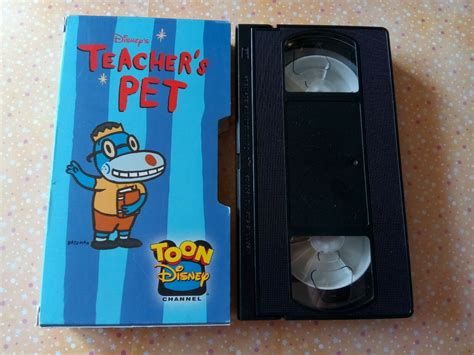 Disney's
TEACHER'S
PET
TOON
Disney
CHANNEL